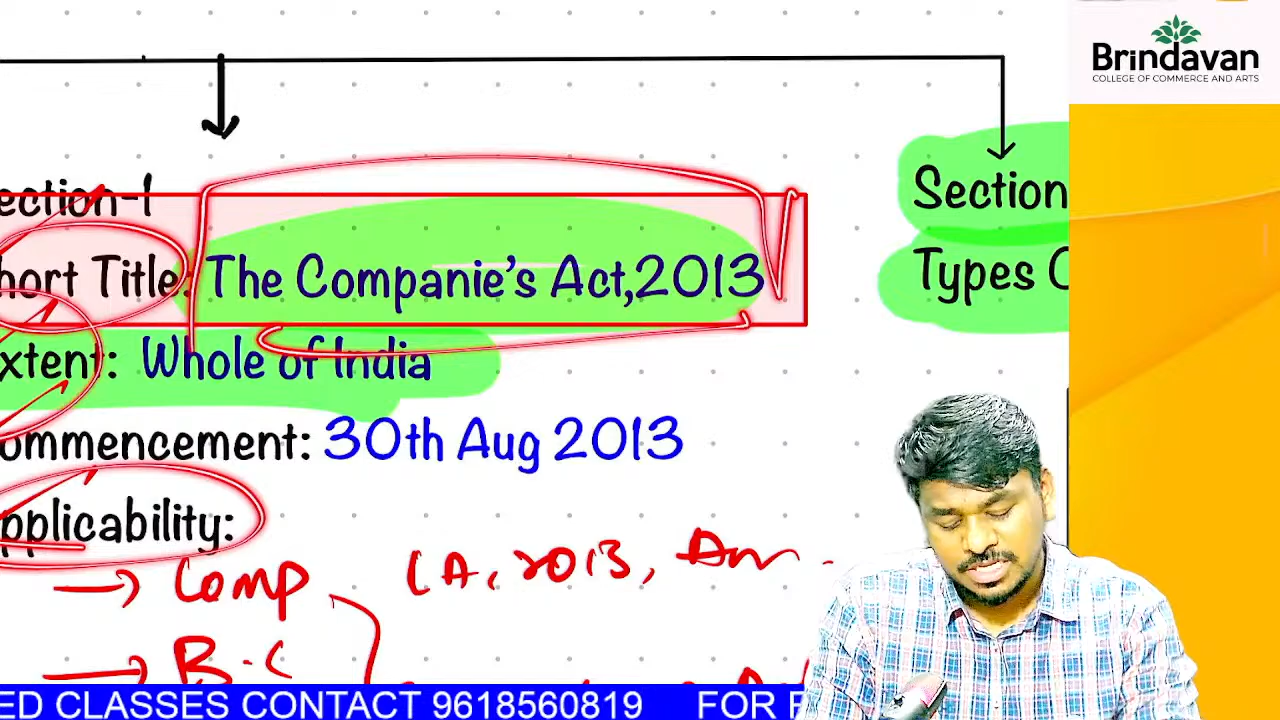 Brindavan
COLLEGE OF COMMERCE AND ARTS
ection-1
hort Title: The Companie's Act,2013
xtent: Whole of India
ommencement: 30th Aug 2013
pplicability:
→ Comp
CA, 2013, Am
→ B.C
Section
Types
ED CLASSES CONTACT 9618560819 FOR